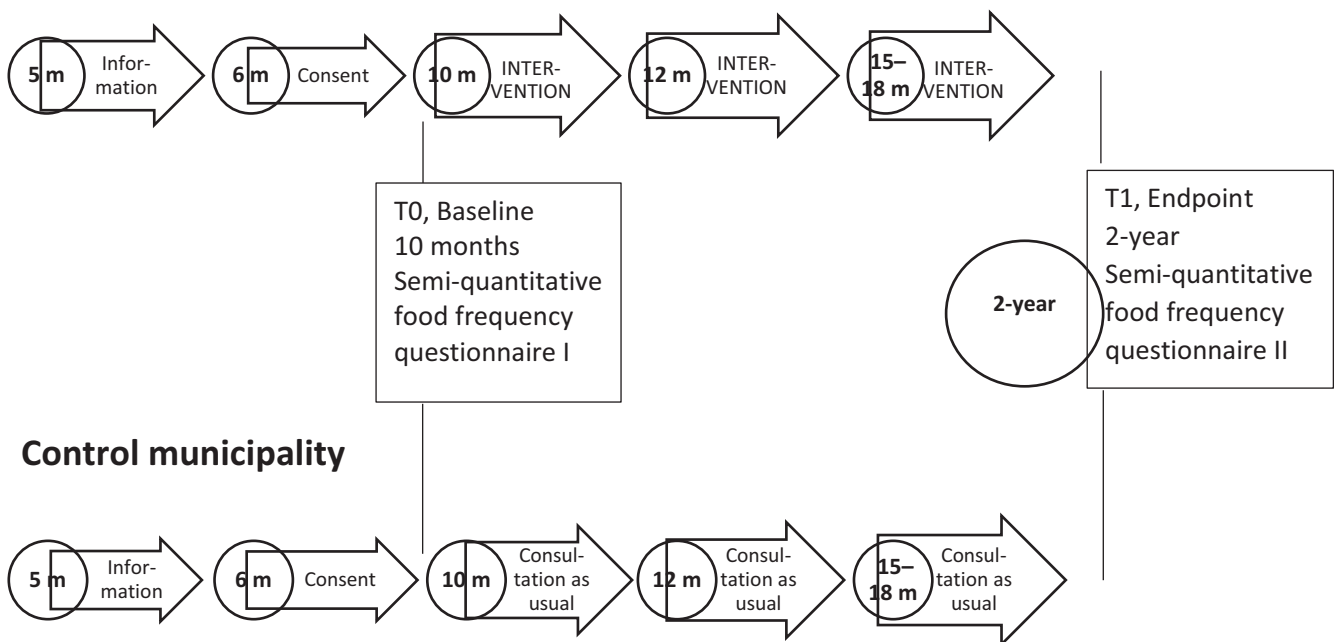 5 m
Infor-
mation
6 m
Consent
10 m
INTER-
VENTION
12 m
INTER-
VENTION
15–
18 m
INTER-
VENTION
T0, Baseline
10 months
Semi-quantitative
food frequency
questionnaire I
2-year
T1, Endpoint
2-year
Semi-quantitative
food frequency
questionnaire II
Control municipality
5 m
Infor-
mation
6 m
Consent
10 m
Consul-
tation as
usual
12 m
Consul-
tation as
usual
15–
18 m
Consul-
tation as
usual